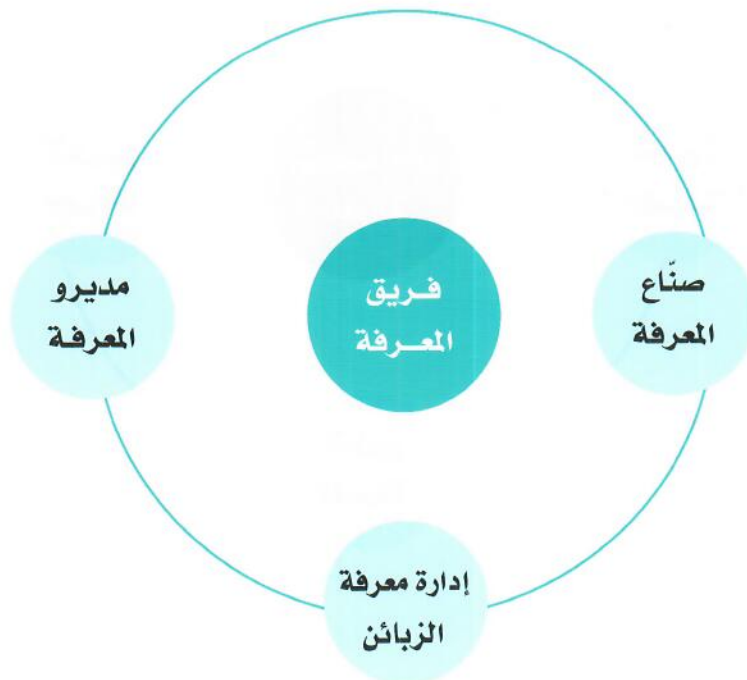 فريق
المعرفة
صنّاع
المعرفة
مديرو
المعرفة
إدارة معرفة
الزبائن